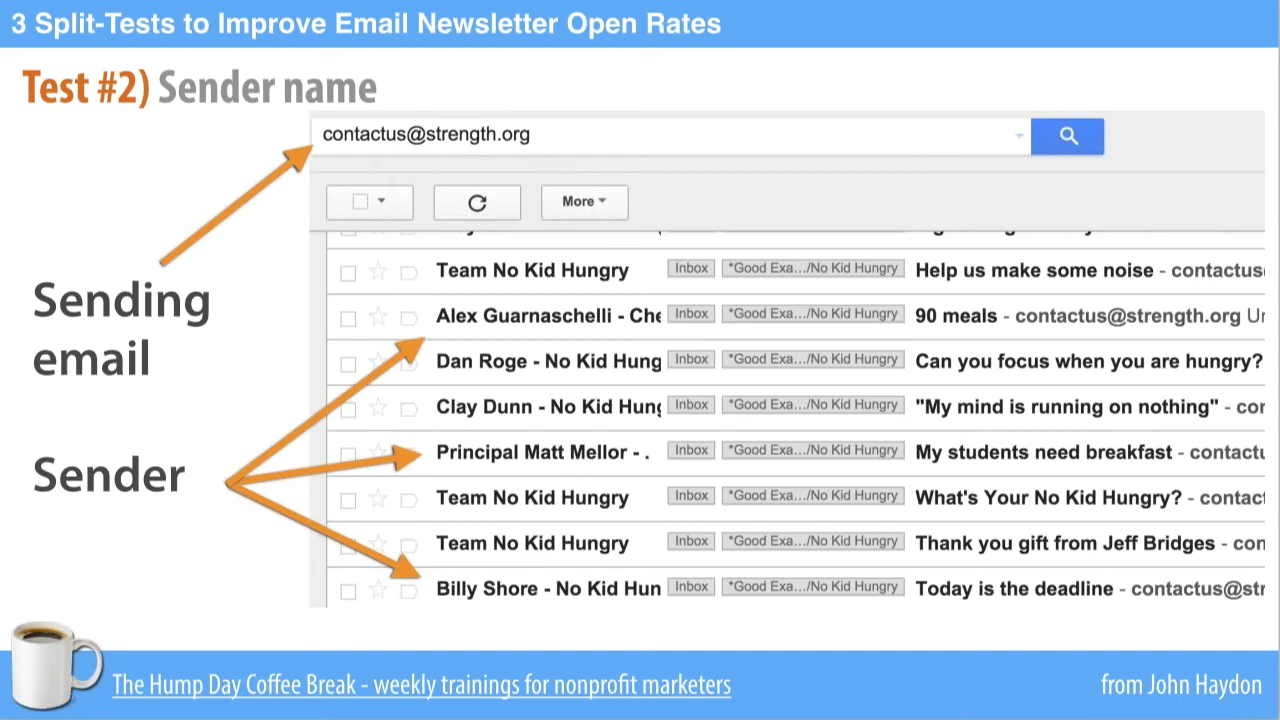 3 Split-Tests to Improve Email Newsletter Open Rates
Test #2) Sender name
contactus@strength.org
More
Sending
email
Sender
Team No Kid Hungry Inbox *Good Exa.../No Kid Hungry Help us make some noise - contactus
Alex Guarnaschelli - Che Inbox *Good Exa.../No Kid Hungry 90 meals - contactus@strength.org Ur
Dan Roge - No Kid Hung Inbox *Good Exa.../No Kid Hungry Can you focus when you are hungry?
Clay Dunn - No Kid Hung Inbox *Good Exa.../No Kid Hungry "My mind is running on nothing" - cor
Principal Matt Mellor - . Inbox *Good Exa.../No Kid Hungry My students need breakfast - contactu
Team No Kid Hungry Inbox *Good Exa.../No Kid Hungry What's Your No Kid Hungry? - contact
Team No Kid Hungry Inbox *Good Exa.../No Kid Hungry Thank you gift from Jeff Bridges - con
Billy Shore - No Kid Hun Inbox *Good Exa.../No Kid Hungry Today is the deadline - contactus@str
The Hump Day Coffee Break - weekly trainings for nonprofit marketers
from John Haydon